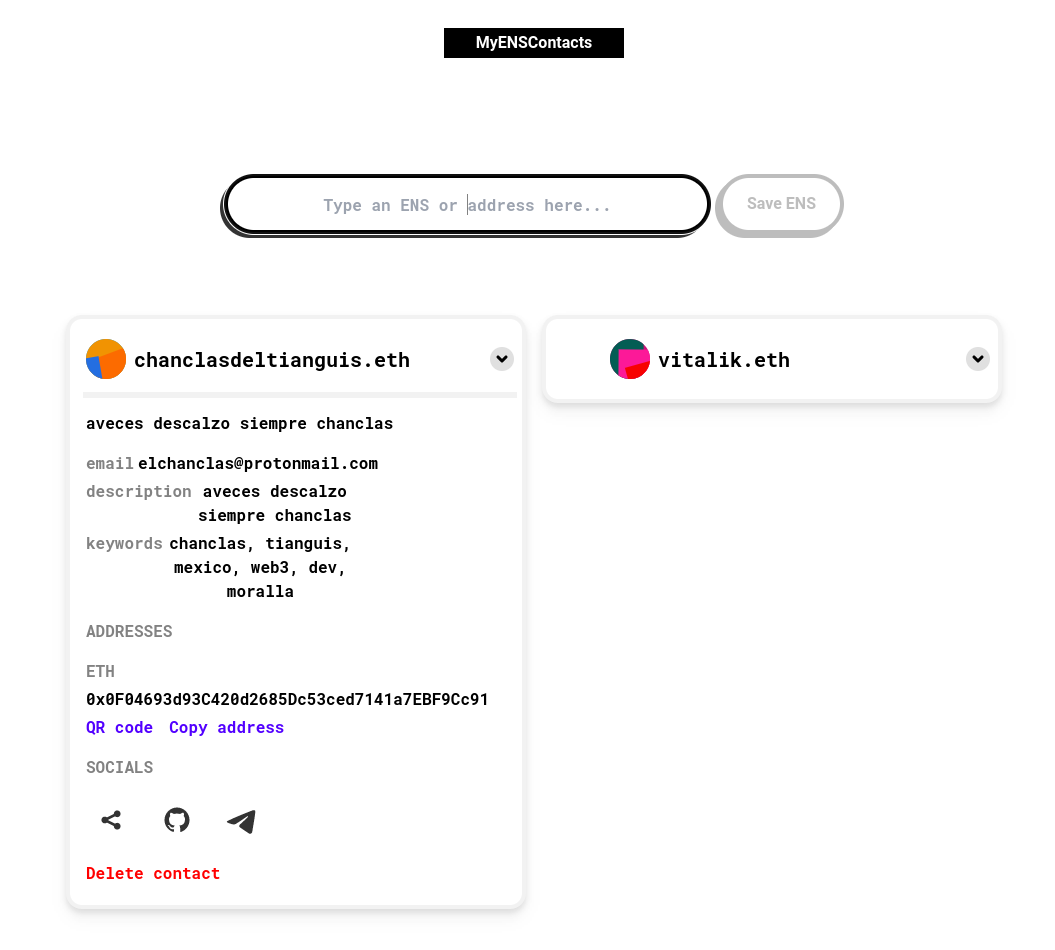 MyENSContacts
Type an ENS or address here...
Save ENS
chanclasdeltianguis.eth
aveces descalzo siempre chanclas
email elchanclas@protonmail.com
description aveces descalzo
siempre chanclas
keywords chanclas, tianguis,
mexico, web3, dev,
moralla
ADDRESSES
ETH
0x0F04693d93C420d2685Dc53ced7141a7EBF9Cc91
QR code Copy address
SOCIALS
Delete contact
vitalik.eth